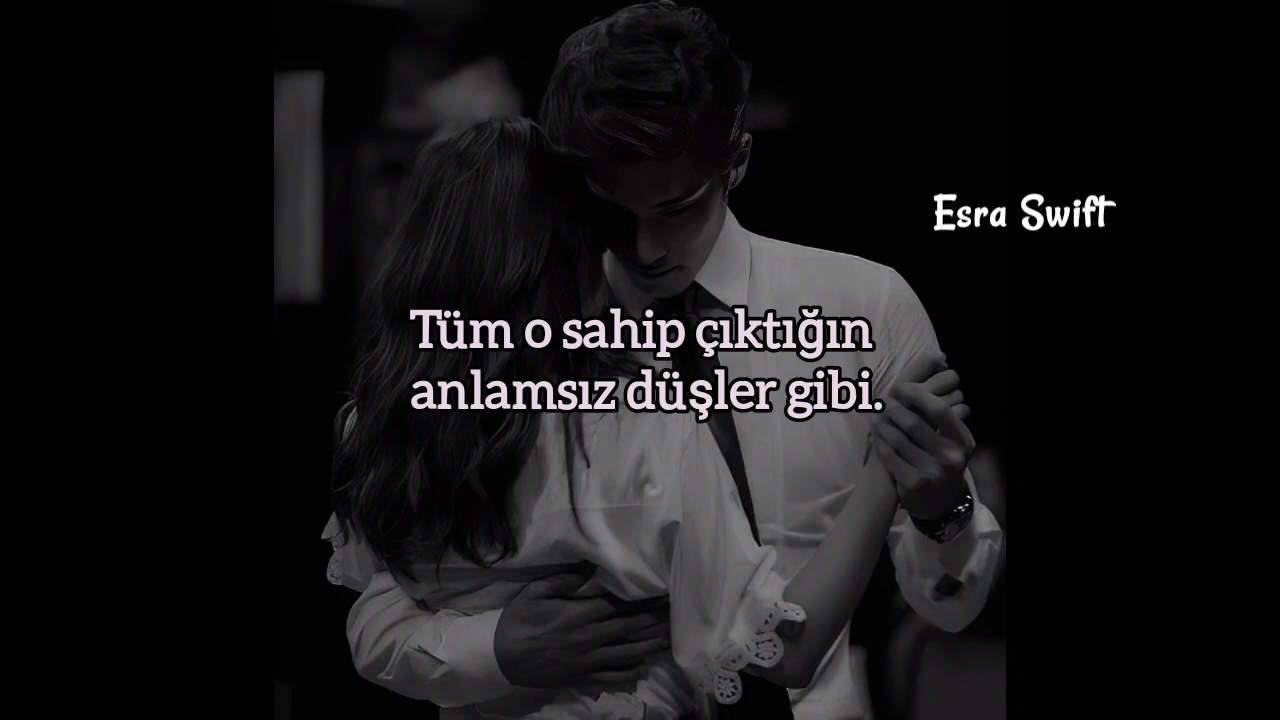 Esra Swift
Tüm o sahip çıktığın
anlamsız düşler gibi.